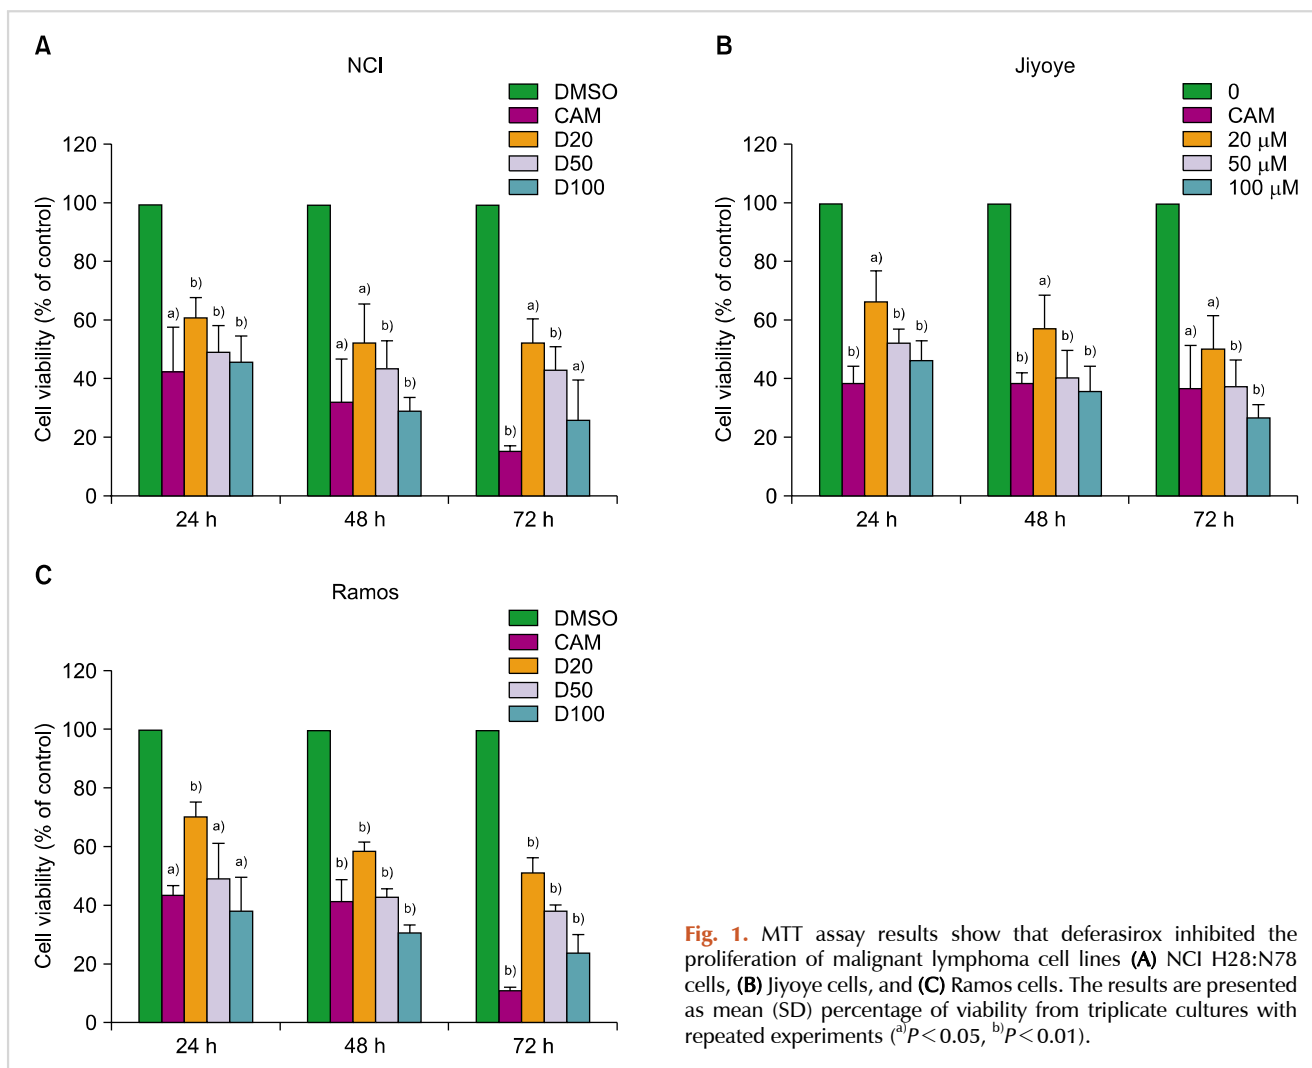 A
NCI
DMSO
CAM
D20
D50
D100
Cell viability (% of control)
120
100
80
60
40
20
0
a)
b)
b)
b)
a)
a)
b)
b)
b)
a)
b)
a)
24 h
48 h
72 h
B
Jiyoye
0
CAM
20 µM
50 µM
100 µM
Cell viability (% of control)
120
100
80
60
40
20
0
b)
a)
b)
b)
b)
a)
b)
b)
a)
a)
b)
b)
24 h
48 h
72 h
C
Ramos
DMSO
CAM
D20
D50
D100
Cell viability (% of control)
120
100
80
60
40
20
0
a)
b)
a)
a)
b)
b)
b)
b)
b)
b)
b)
b)
24 h
48 h
72 h
Fig. 1. MTT assay results show that deferasirox inhibited the
proliferation of malignant lymphoma cell lines (A) NCI H28:N78
cells, (B) Jiyoye cells, and (C) Ramos cells. The results are presented
as mean (SD) percentage of viability from triplicate cultures with
repeated experiments (a)P<0.05, b)P<0.01).